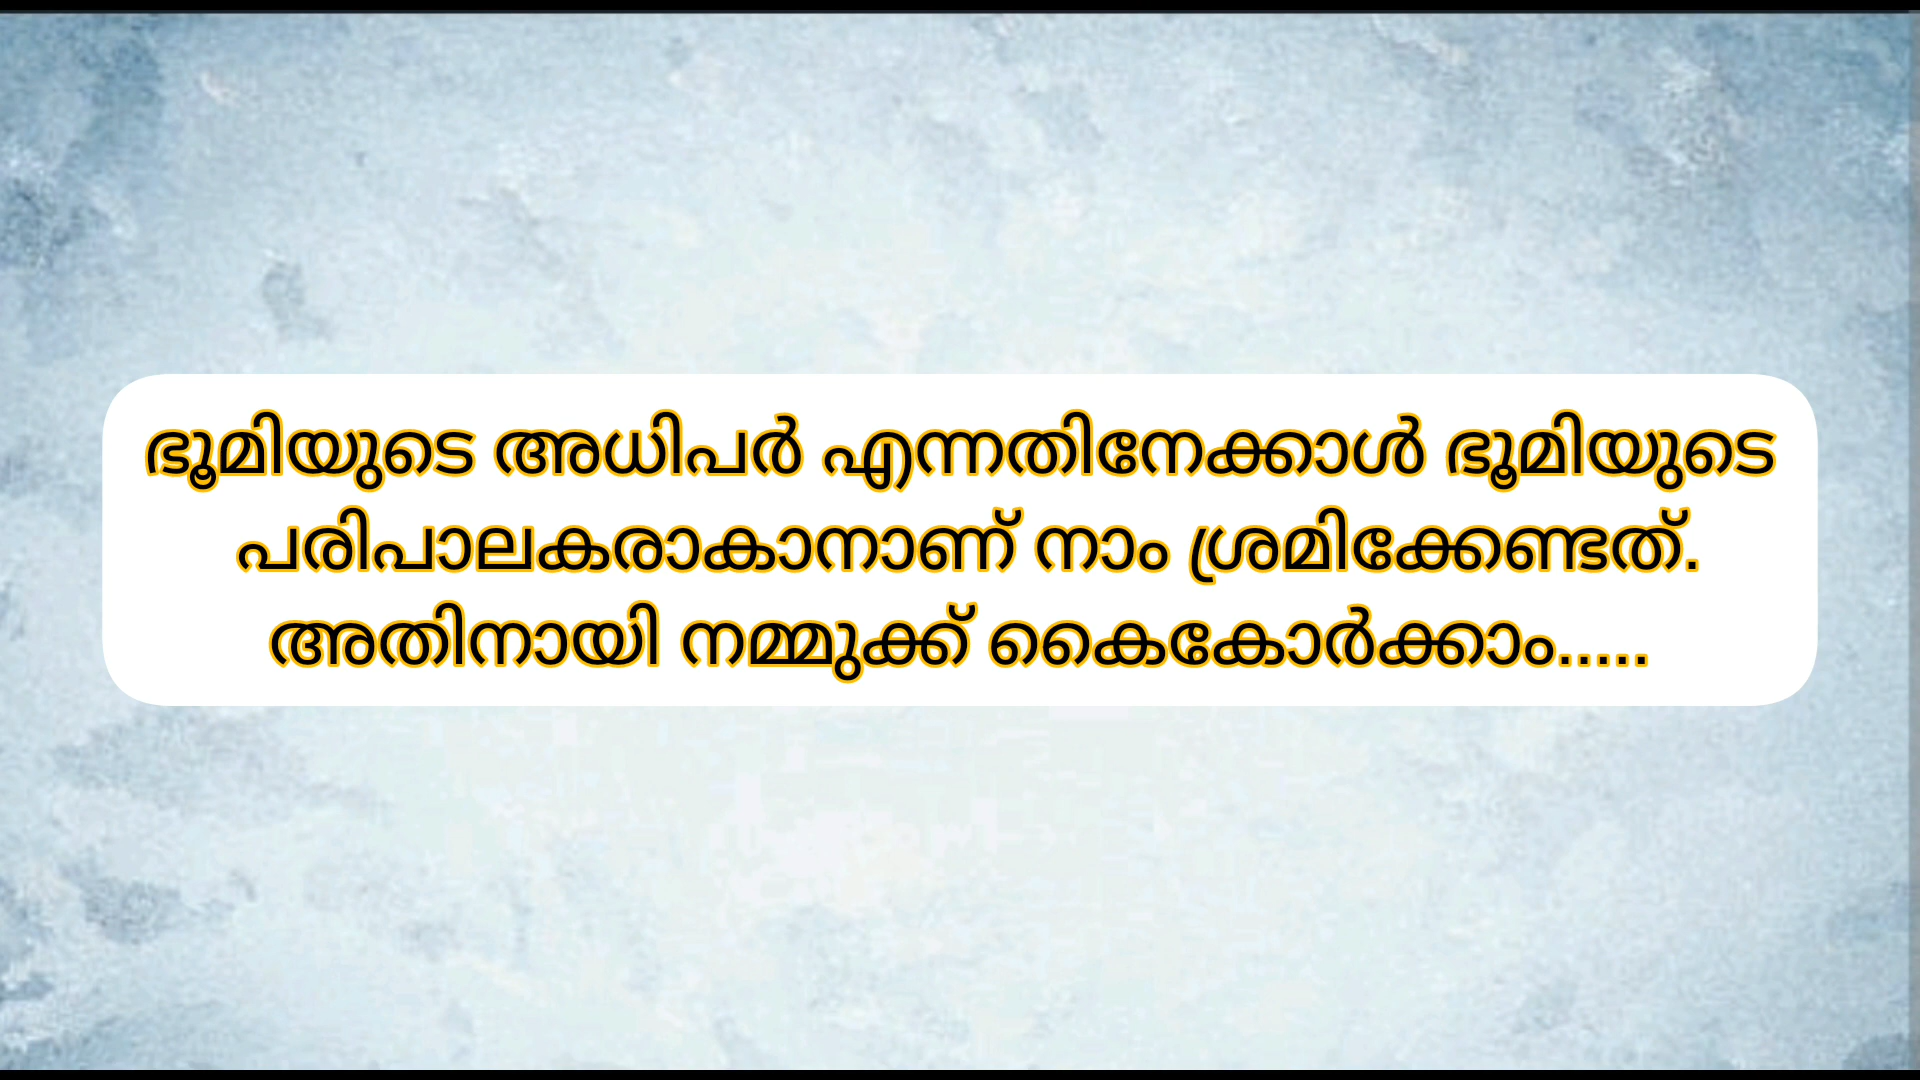 ഭൂമിയുടെ അധിപർ എന്നതിനേക്കാൾ ഭൂമിയുടെ
പരിപാലകരാകാനാണ് നാം ശ്രമിക്കേണ്ടത്.
അതിനായി നമ്മുക്ക് കൈകോർക്കാം.....